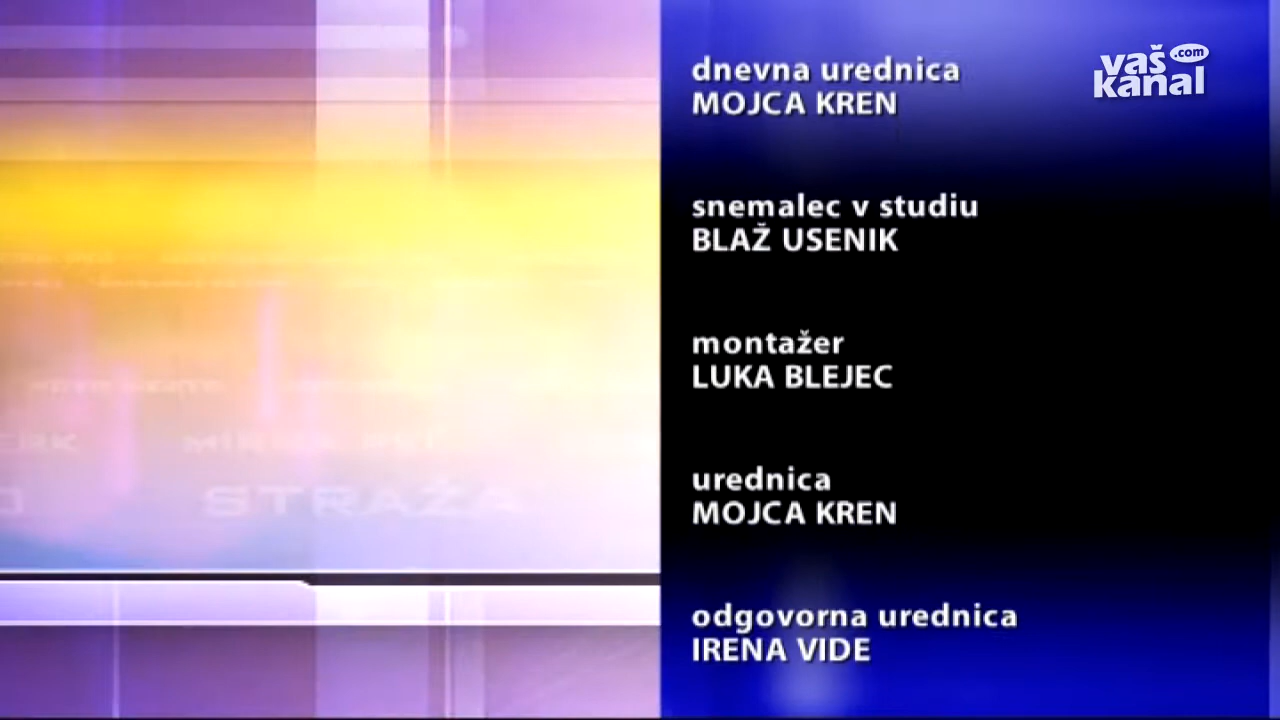 dnevna urednica
MOJCA KREN
vaš .com
kanal
snemalec v studiu
BLAŽ USENIK
montažer
LUKA BLEJEC
urednica
MOJCA KREN
STRAŽA
odgovorna urednica
IRENA VIDE